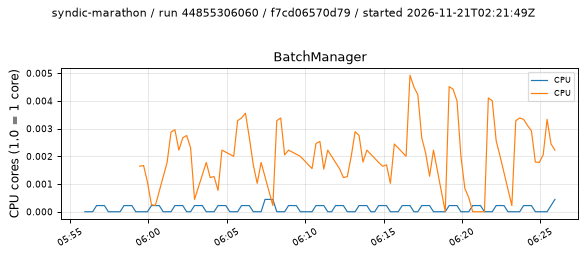 syndic-marathon / run 44855306060 / f7cd06570d79 / started 2026-11-21T02:21:49Z
BatchManager
CPU cores (1.0 = 1 core)
0.005
0.004
0.003
0.002
0.001
0.000
CPU
CPU
05:55
06:00
06:05
06:10
06:15
06:20
06:25